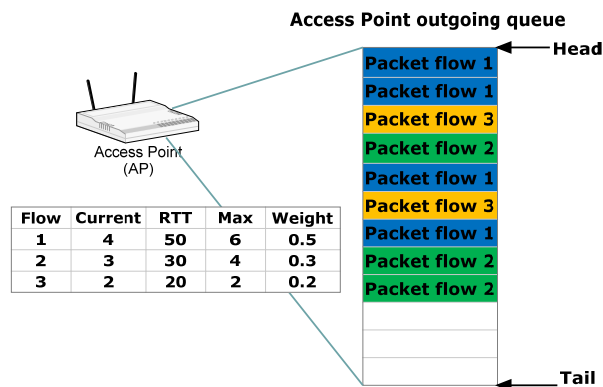 Access Point outgoing queue
Head
Packet flow 1
Packet flow 1
Packet flow 3
Packet flow 2
Packet flow 1
Packet flow 3
Packet flow 1
Packet flow 2
Packet flow 2
Tail
Access Point
(AP)
Flow Current RTT Max Weight
1 4 50 6 0.5
2 3 30 4 0.3
3 2 20 2 0.2